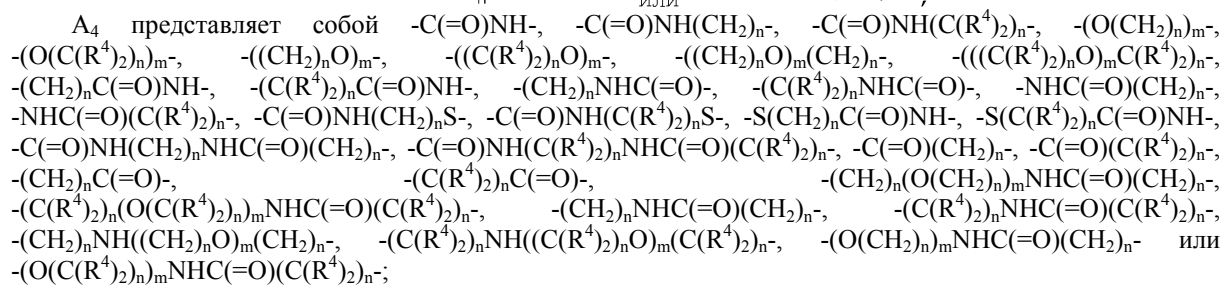 или
A₄ представляет собой -C(=O)NH-, -C(=O)NH(CH₂)ₙ-, -C(=O)NH(C(R⁴)₂)ₙ-, -(O(CH₂)ₙ)ₘ-,
-(O(C(R⁴)₂)ₙ)ₘ-, -((CH₂)ₙO)ₘ-, -((C(R⁴)₂)ₙO)ₘ-, -((CH₂)ₙO)ₘ(CH₂)ₙ-, -(((C(R⁴)₂)ₙO)ₘC(R⁴)₂)ₙ-,
-(CH₂)ₙC(=O)NH-, -(C(R⁴)₂)ₙC(=O)NH-, -(CH₂)ₙNHC(=O)-, -(C(R⁴)₂)ₙNHC(=O)-, -NHC(=O)(CH₂)ₙ-,
-NHC(=O)(C(R⁴)₂)ₙ-, -C(=O)NH(CH₂)ₙS-, -C(=O)NH(C(R⁴)₂)ₙS-, -S(CH₂)ₙC(=O)NH-, -S(C(R⁴)₂)ₙC(=O)NH-,
-C(=O)NH(CH₂)ₙNHC(=O)(CH₂)ₙ-, -C(=O)NH(C(R⁴)₂)ₙNHC(=O)(C(R⁴)₂)ₙ-, -C(=O)(CH₂)ₙ-, -C(=O)(C(R⁴)₂)ₙ-,
-(CH₂)ₙC(=O)-, -(C(R⁴)₂)ₙC(=O)-, -(CH₂)ₙ(O(CH₂)ₙ)ₘNHC(=O)(CH₂)ₙ-,
-(C(R⁴)₂)ₙ(O(C(R⁴)₂)ₙ)ₘNHC(=O)(C(R⁴)₂)ₙ-, -(CH₂)ₙNHC(=O)(CH₂)ₙ-, -(C(R⁴)₂)ₙNHC(=O)(C(R⁴)₂)ₙ-,
-(CH₂)ₙNH((CH₂)ₙO)ₘ(CH₂)ₙ-, -(C(R⁴)₂)ₙNH((C(R⁴)₂)ₙO)ₘ(C(R⁴)₂)ₙ-, -(O(CH₂)ₙ)ₘNHC(=O)(CH₂)ₙ- или
-(O(C(R⁴)₂)ₙ)ₘNHC(=O)(C(R⁴)₂)ₙ-;